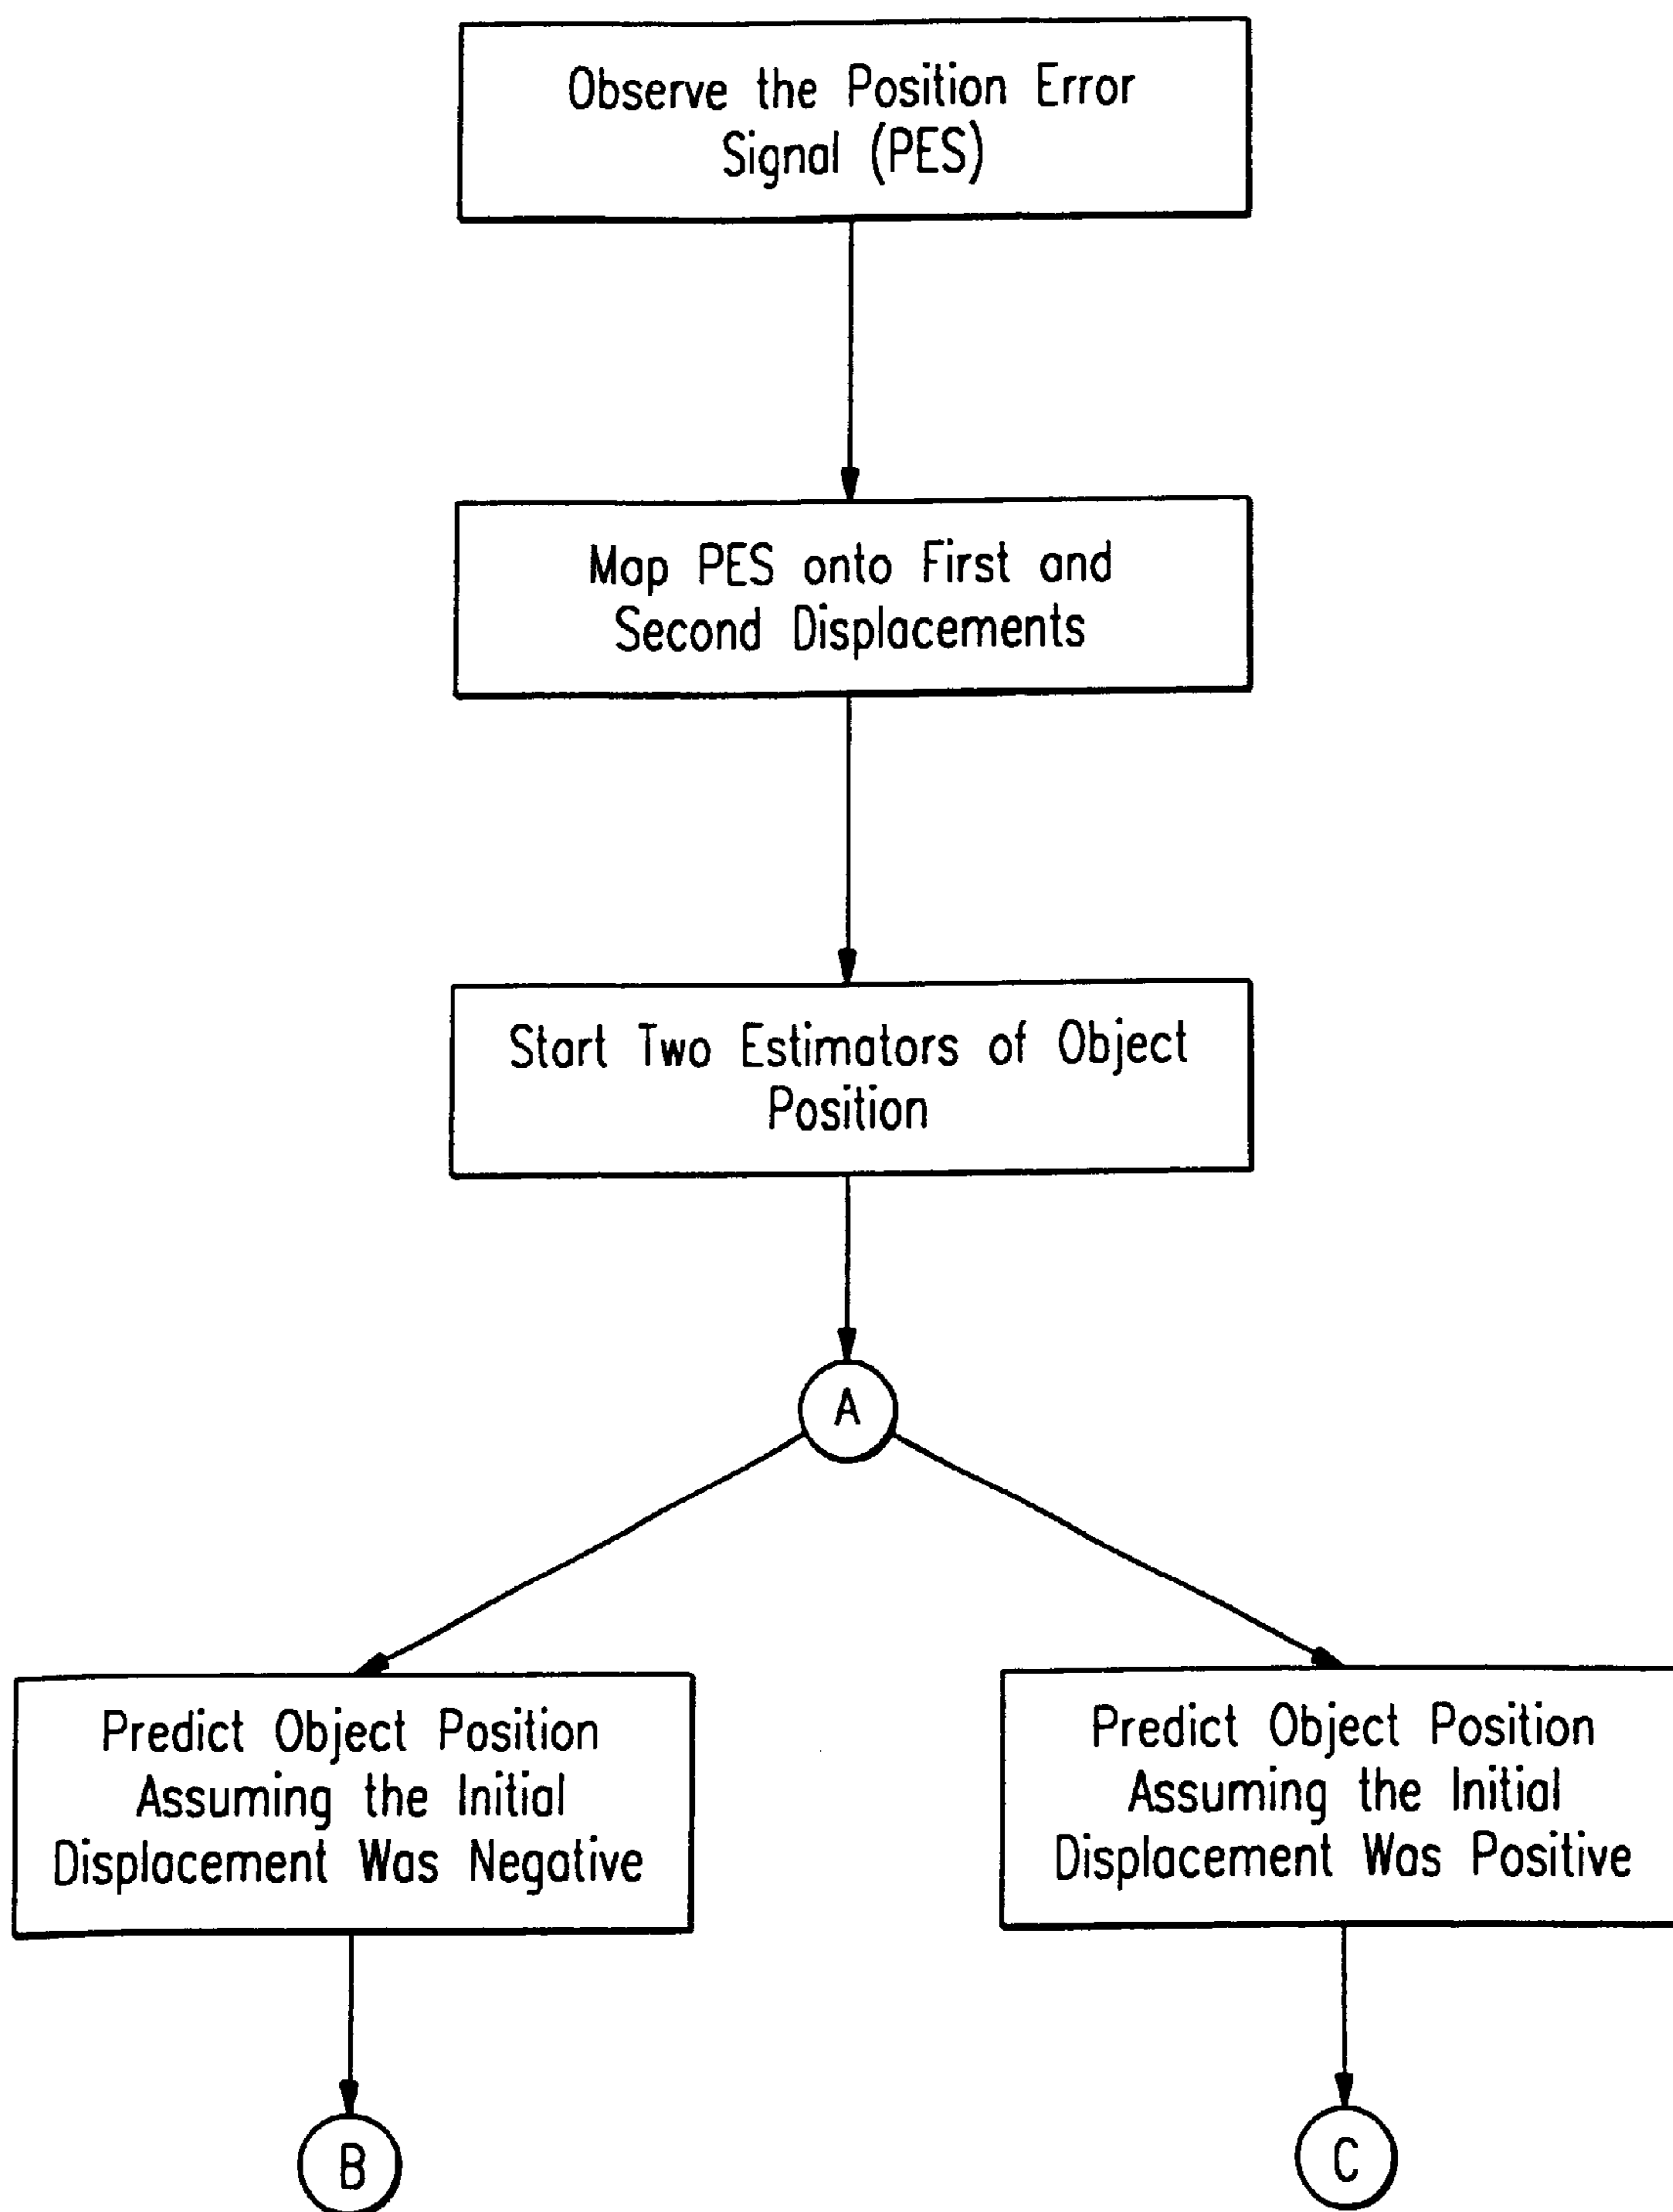 Observe the Position Error
Signal (PES)
Map PES onto First and
Second Displacements
Start Two Estimators of Object
Position
A
Predict Object Position
Assuming the Initial
Displacement Was Negative
Predict Object Position
Assuming the Initial
Displacement Was Positive
B
C